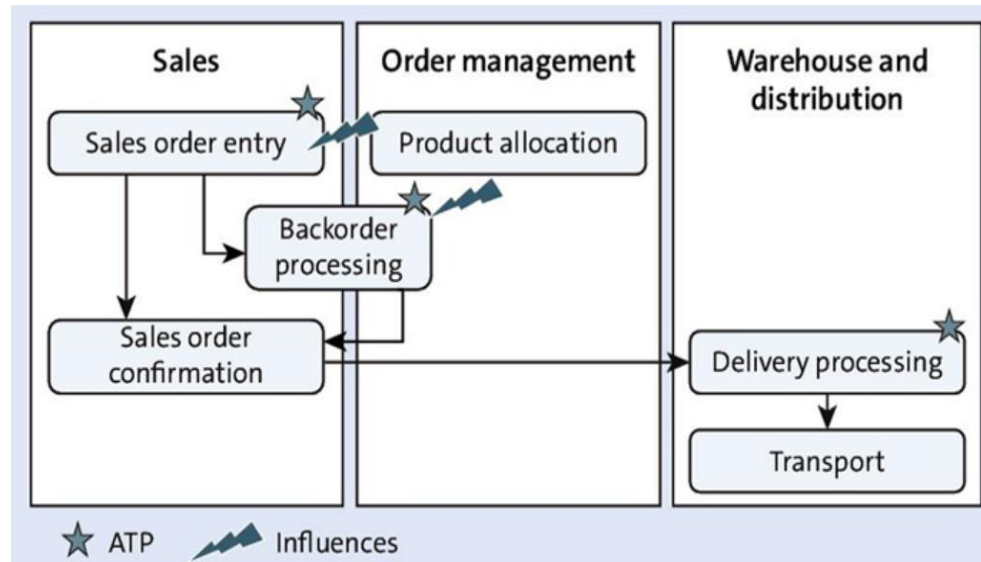 Sales
Order management
Warehouse and
distribution
Sales order entry
Product allocation
Backorder
processing
Sales order
confirmation
Delivery processing
Transport
ATP
Influences